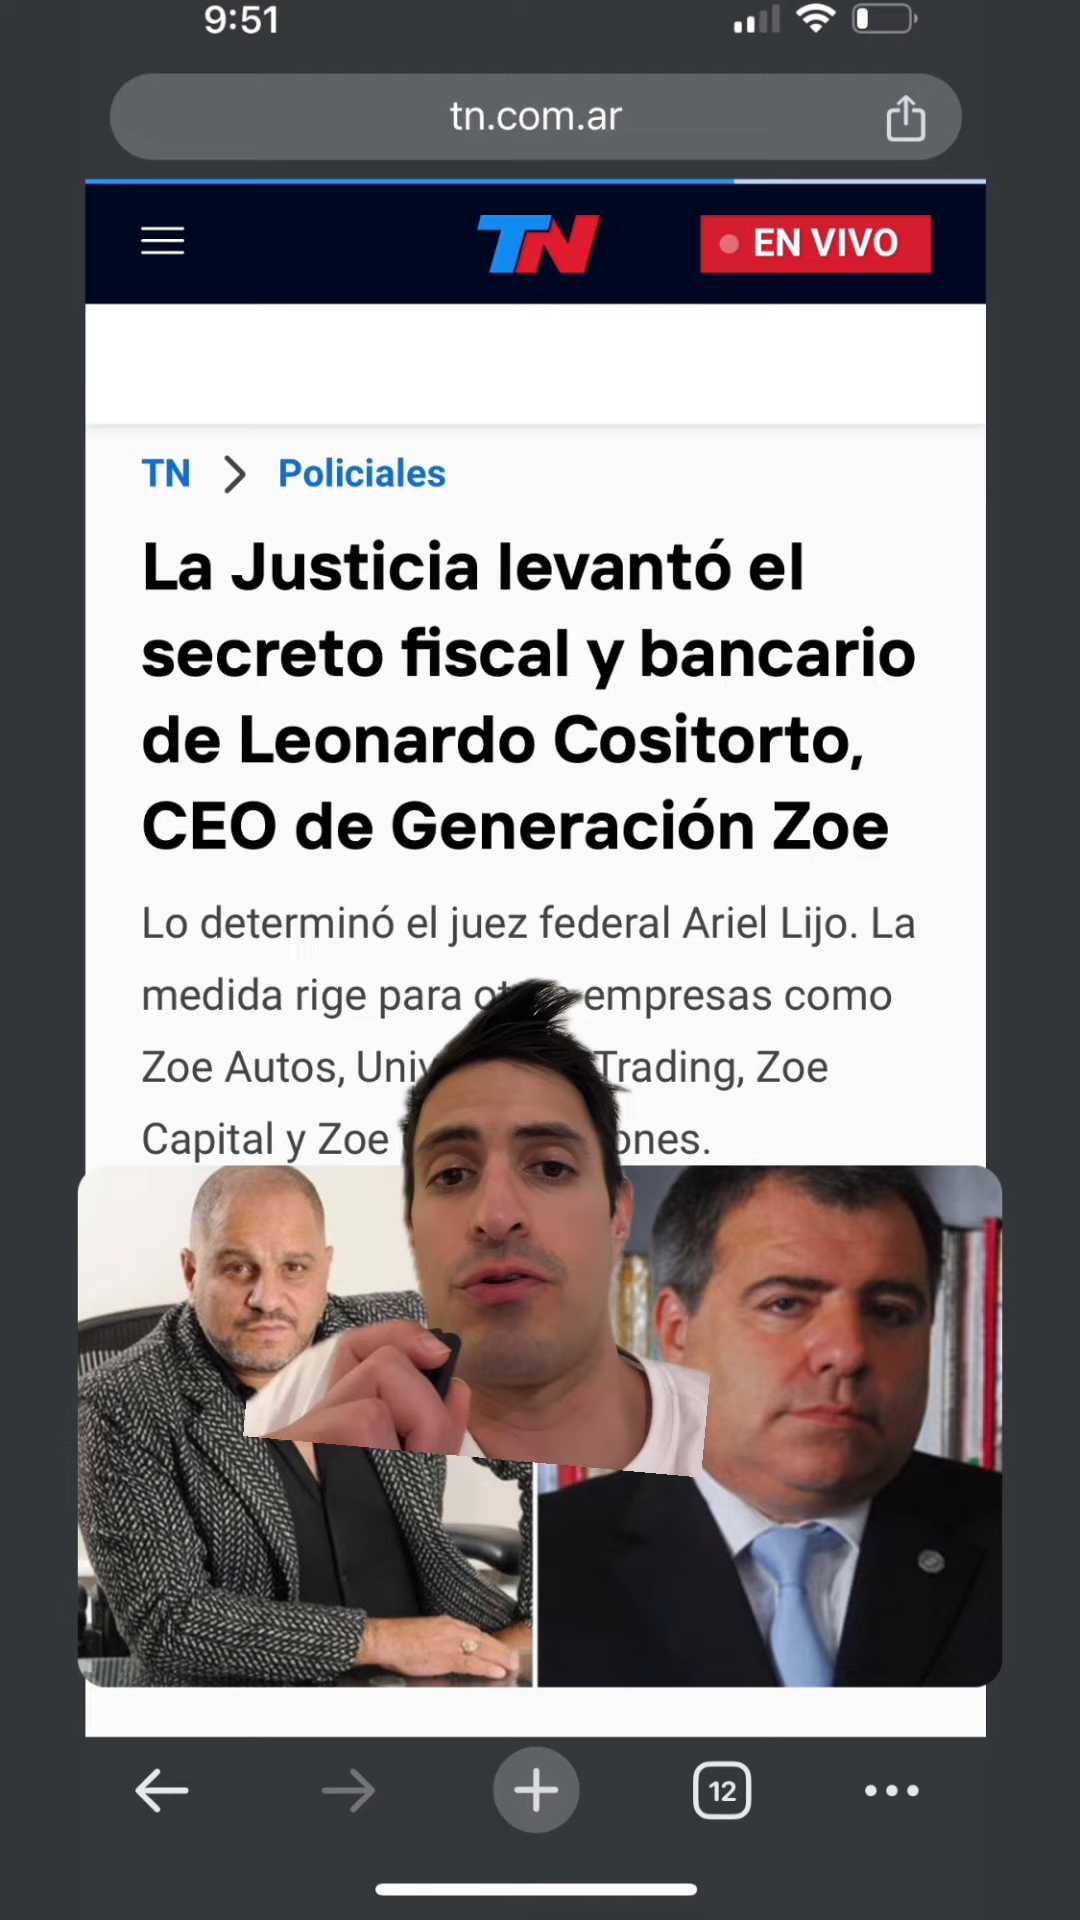 9:51
tn.com.ar
TN
EN VIVO
TN > Policiales
La Justicia levantó el
secreto fiscal y bancario
de Leonardo Cositorto,
CEO de Generación Zoe
Lo determinó el juez federal Ariel Lijo. La
medida rige para empresas como
Zoe Autos, Trading, Zoe
Capital y Zoe
12